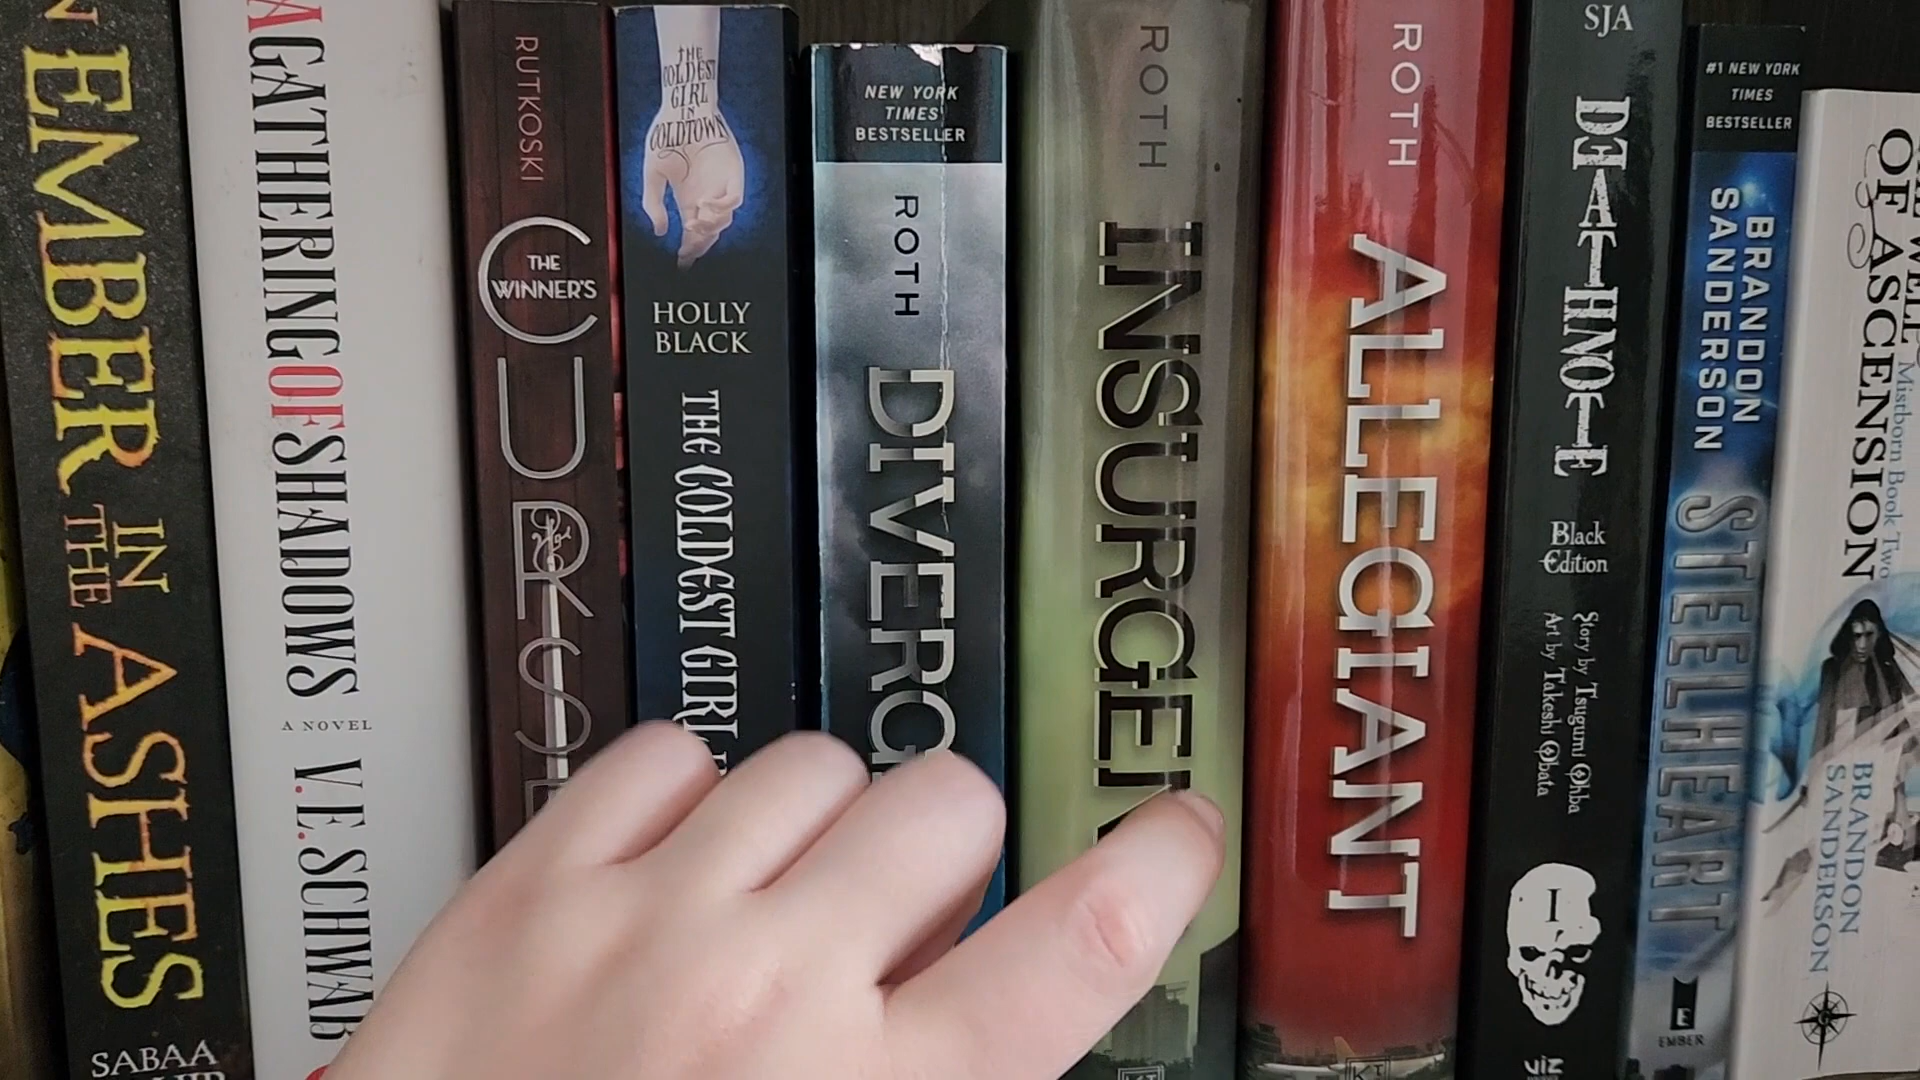 EMBER
IN
THE
ASHES
SABAA
A GATHERING OF SHADOWS
A NOVEL
V. E. SCHWAB
RUTKOSKI
THE
WINNER'S
CURSE
THE
COLDEST
GIRL
IN
COLDTOWN
HOLLY
BLACK
THE COLDEST GIRL
NEW YORK
TIMES
BESTSELLER
ROTH
DIVERG
ROTH
INSURGEN
ROTH
ALLEGIANT
KT
SJA
DEATH NOTE
Black
Edition
Story by Tsugumi Ohba
Art by Takeshi Obata
I
VIZ
#1 NEW YORK
TIMES
BESTSELLER
BRANDON
SANDERSON
STEELHEART
E
EMBER
WELL
OF ASCENSION
Mistborn Book Two
BRANDON
SANDERSON